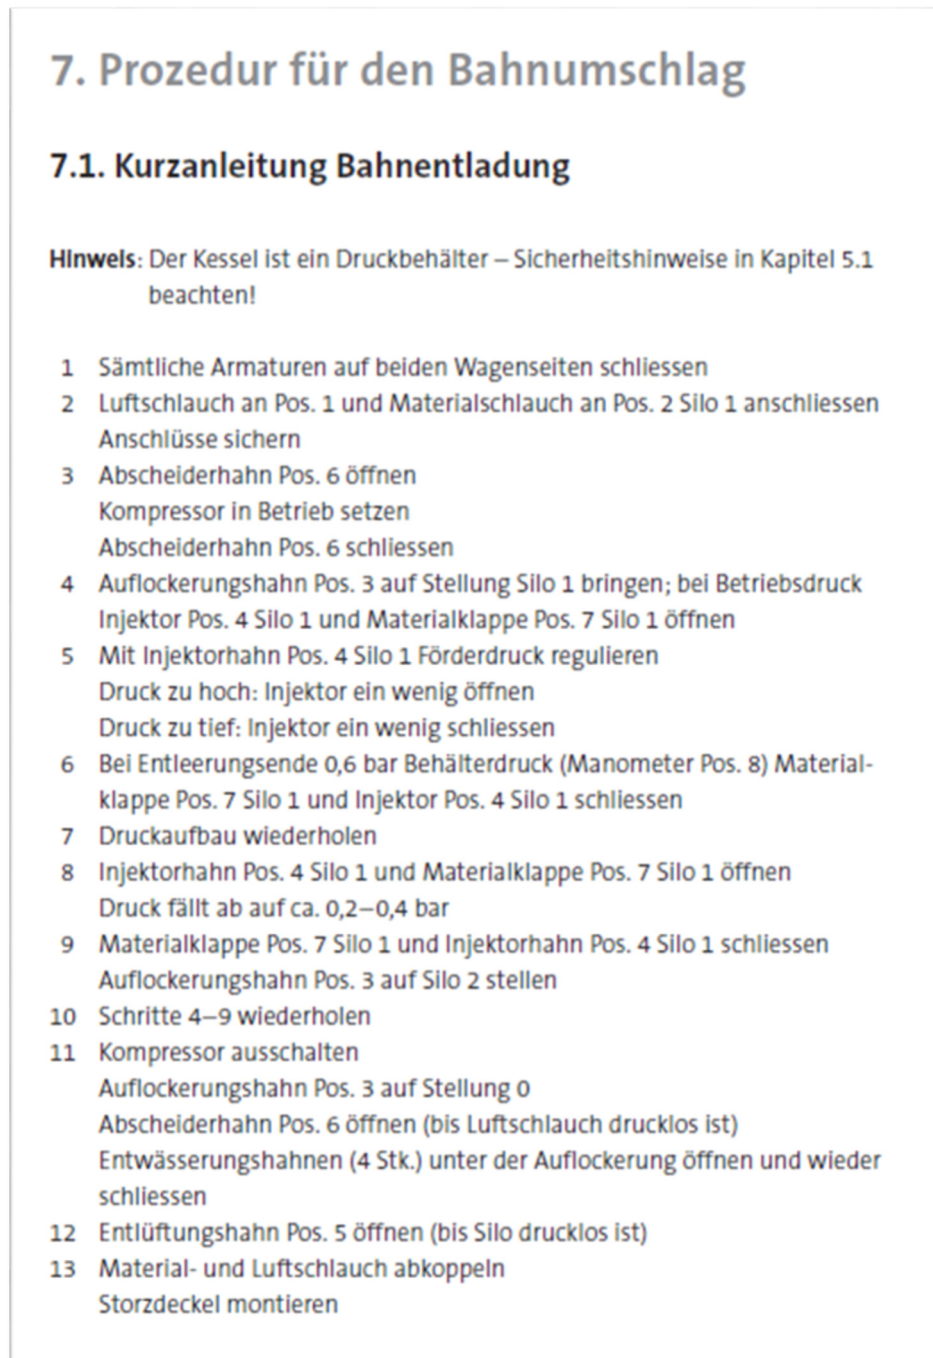 7. Prozedur für den Bahnumschlag
7.1. Kurzanleitung Bahnentladung
Hinweis: Der Kessel ist ein Druckbehälter – Sicherheitshinweise in Kapitel 5.1
beachten!
1 Sämtliche Armaturen auf beiden Wagenseiten schliessen
2 Luftschlauch an Pos. 1 und Materialschlauch an Pos. 2 Silo 1 anschliessen
Anschlüsse sichern
3 Abscheiderhahn Pos. 6 öffnen
Kompressor in Betrieb setzen
Abscheiderhahn Pos. 6 schliessen
4 Auflockerungshahn Pos. 3 auf Stellung Silo 1 bringen; bei Betriebsdruck
Injektor Pos. 4 Silo 1 und Materialklappe Pos. 7 Silo 1 öffnen
5 Mit Injektorhahn Pos. 4 Silo 1 Förderdruck regulieren
Druck zu hoch: Injektor ein wenig öffnen
Druck zu tief: Injektor ein wenig schliessen
6 Bei Entleerungsende 0,6 bar Behälterdruck (Manometer Pos. 8) Material-
klappe Pos. 7 Silo 1 und Injektor Pos. 4 Silo 1 schliessen
7 Druckaufbau wiederholen
8 Injektorhahn Pos. 4 Silo 1 und Materialklappe Pos. 7 Silo 1 öffnen
Druck fällt ab auf ca. 0,2–0,4 bar
9 Materialklappe Pos. 7 Silo 1 und Injektorhahn Pos. 4 Silo 1 schliessen
Auflockerungshahn Pos. 3 auf Silo 2 stellen
10 Schritte 4–9 wiederholen
11 Kompressor ausschalten
Auflockerungshahn Pos. 3 auf Stellung 0
Abscheiderhahn Pos. 6 öffnen (bis Luftschlauch drucklos ist)
Entwässerungshahnen (4 Stk.) unter der Auflockerung öffnen und wieder
schliessen
12 Entlüftungshahn Pos. 5 öffnen (bis Silo drucklos ist)
13 Material- und Luftschlauch abkoppeln
Storzdeckel montieren